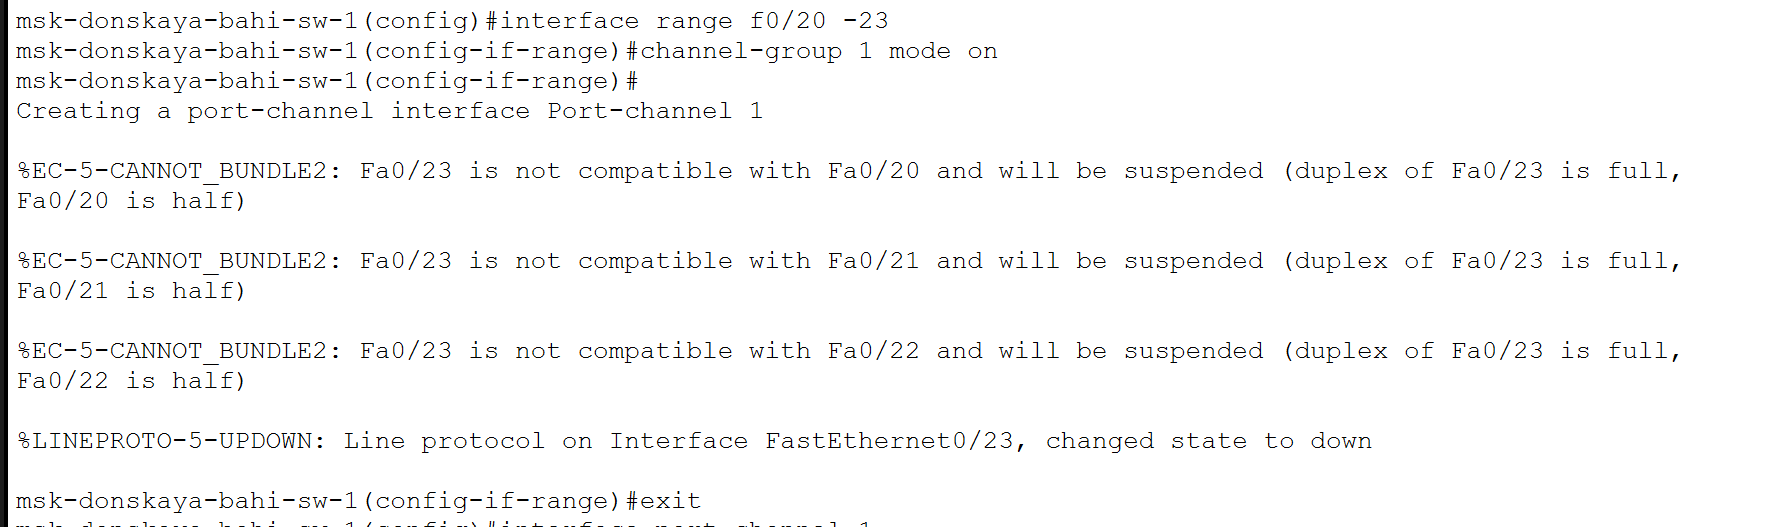 msk-donskaya-bahi-sw-1(config)#interface range f0/20 -23
msk-donskaya-bahi-sw-1(config-if-range)#channel-group 1 mode on
msk-donskaya-bahi-sw-1(config-if-range)#
Creating a port-channel interface Port-channel 1
%EC-5-CANNOT_BUNDLE2: Fa0/23 is not compatible with Fa0/20 and will be suspended (duplex of Fa0/23 is full,
Fa0/20 is half)
%EC-5-CANNOT_BUNDLE2: Fa0/23 is not compatible with Fa0/21 and will be suspended (duplex of Fa0/23 is full,
Fa0/21 is half)
%EC-5-CANNOT_BUNDLE2: Fa0/23 is not compatible with Fa0/22 and will be suspended (duplex of Fa0/23 is full,
Fa0/22 is half)
%LINEPROTO-5-UPDOWN: Line protocol on Interface FastEthernet0/23, changed state to down
msk-donskaya-bahi-sw-1(config-if-range)#exit